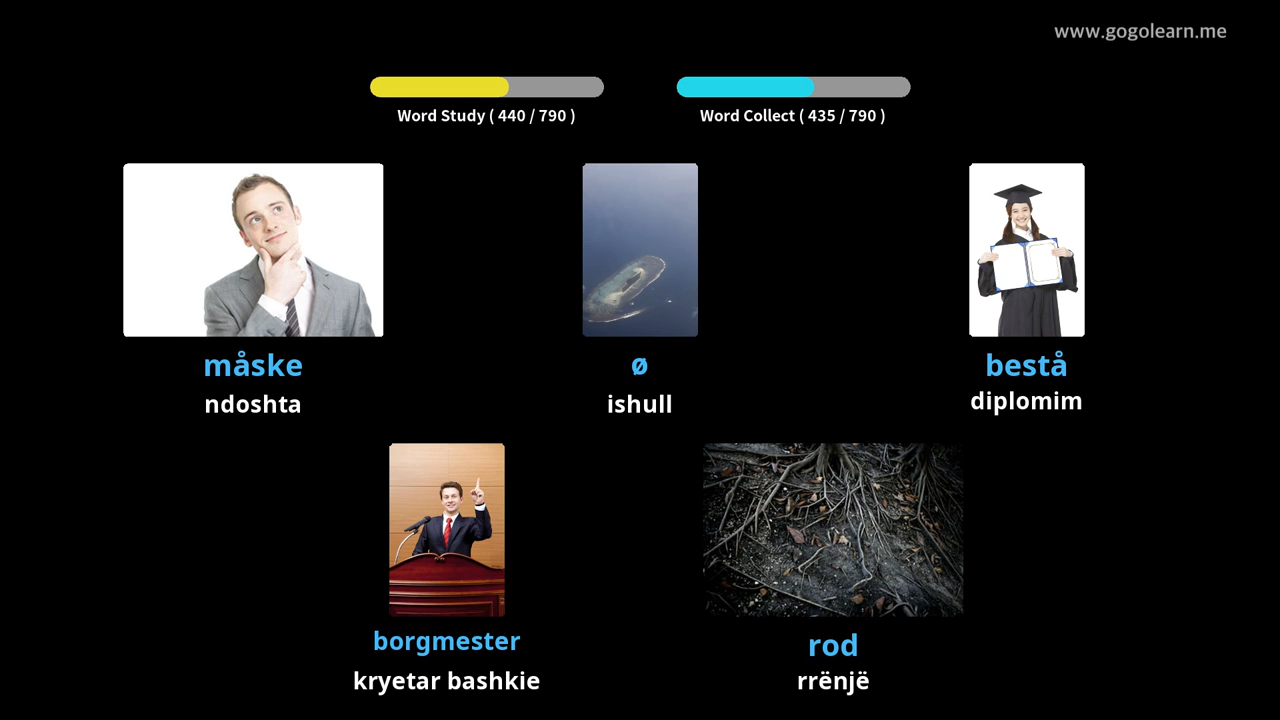 www.gogolearn.me
Word Study ( 440 / 790 )
Word Collect ( 435 / 790 )
måske
ndoshta
ø
ishull
bestå
diplomim
borgmester
kryetar bashkie
rod
rrënjë